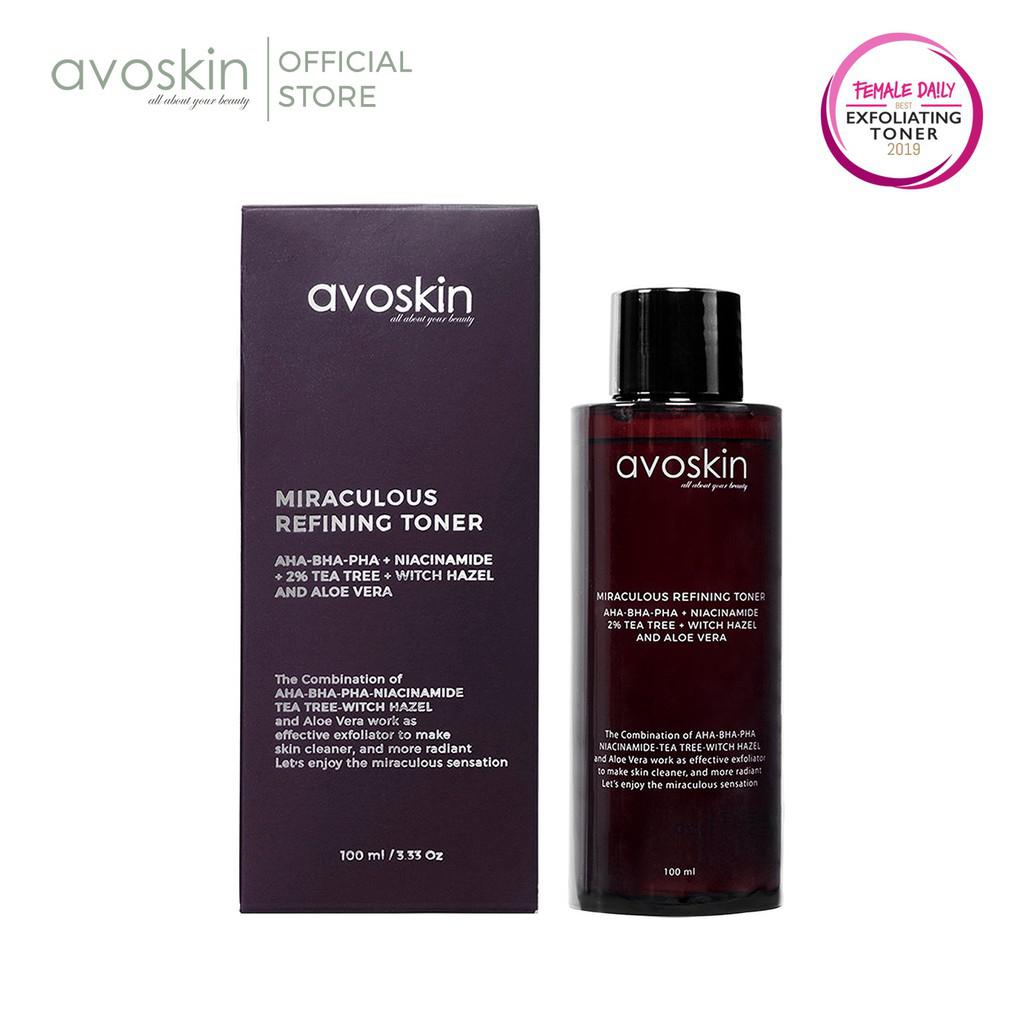 avoskin
all about your beauty
OFFICIAL
STORE
FEMALE DA!LY
BEST
EXFOLIATING
TONER
2019
avoskin
all about your beauty
MIRACULOUS
REFINING TONER
AHA-BHA-PHA + NIACINAMIDE
+ 2% TEA TREE + WITCH HAZEL
AND ALOE VERA
The Combination of
AHA-BHA-PHA-NIACINAMIDE
TEA TREE-WITCH HAZEL
and Aloe Vera work as
effective exfoliator to make
skin cleaner, and more radiant
Let's enjoy the miraculous sensation
100 ml / 3.33 Oz
avoskin
all about your beauty
MIRACULOUS REFINING TONER
AHA-BHA-PHA + NIACINAMIDE
2% TEA TREE + WITCH HAZEL
AND ALOE VERA
The Combination of AHA-BHA-PHA
NIACINAMIDE-TEA TREE-WITCH HAZEL
and Aloe Vera work as effective exfoliator
to make skin cleaner, and more radiant
Let's enjoy the miraculous sensation
100 ml